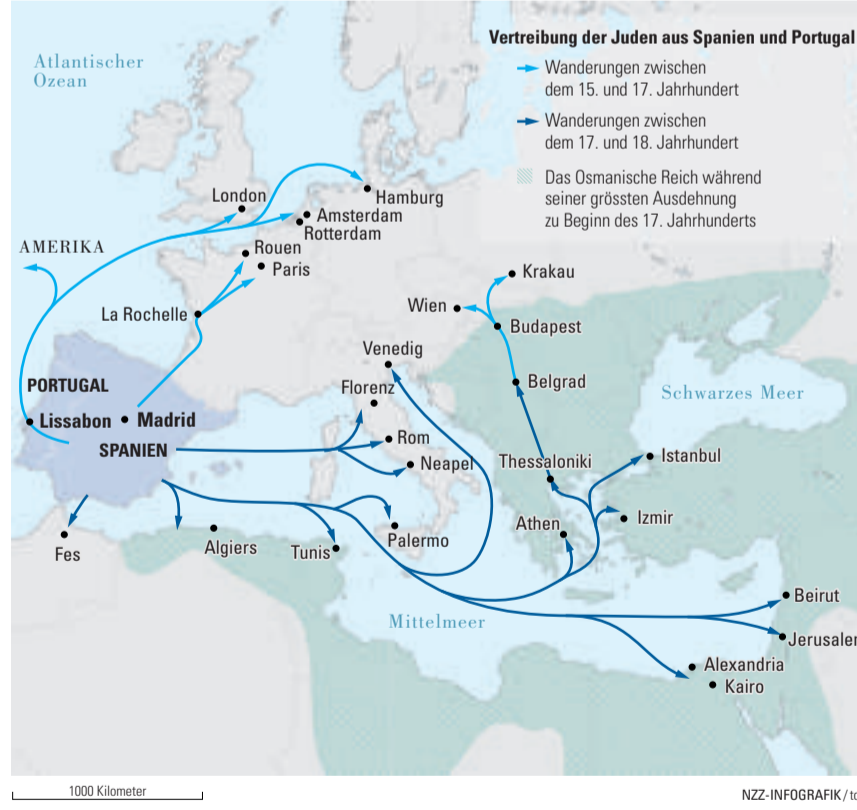 Vertreibung der Juden aus Spanien und Portugal
Wanderungen zwischen
dem 15. und 17. Jahrhundert
Wanderungen zwischen
dem 17. und 18. Jahrhundert
Das Osmanische Reich während
seiner grössten Ausdehnung
zu Beginn des 17. Jahrhunderts
Atlantischer
Ozean
London
Hamburg
Amsterdam
Rotterdam
AMERIKA
Rouen
Paris
Krakau
La Rochelle
Wien
Budapest
Venedig
PORTUGAL
Florenz
Belgrad
Schwarzes Meer
Lissabon
Madrid
SPANIEN
Rom
Neapel
Thessaloniki
Istanbul
Fes
Algiers
Tunis
Palermo
Athen
Izmir
Mittelmeer
Beirut
Jerusalem
Alexandria
Kairo
1000 Kilometer
NZZ-INFOGRAFIK/to